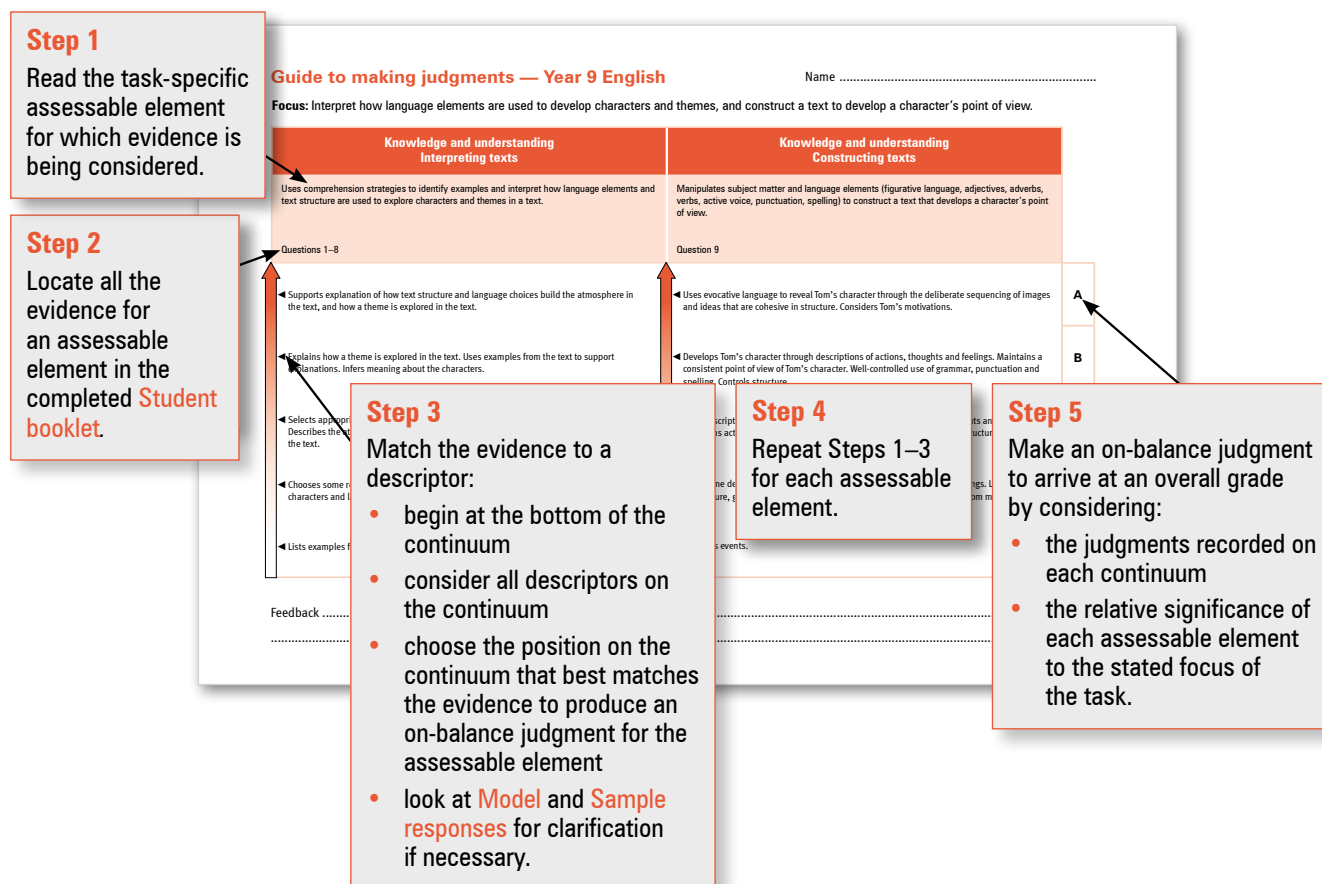 Step 1
Read the task-specific
assessable element
for which evidence is
being considered.
Step 2
Locate all the
evidence for
an assessable
element in the
completed Student
booklet.
Guide to making judgments — Year 9 English
Name
Focus: Interpret how language elements are used to develop characters and themes, and construct a text to develop a character's point of view.
Knowledge and understanding
Interpreting texts
Uses comprehension strategies to identify examples and interpret how language elements and
text structure are used to explore characters and themes in a text.
Questions 1–8
Knowledge and understanding
Constructing texts
Manipulates subject matter and language elements (figurative language, adjectives, adverbs,
verbs, active voice, punctuation, spelling) to construct a text that develops a character's point
of view.
Question 9
Supports explanation of how text structure and language choices build the atmosphere in
the text, and how a theme is explored in the text.
Explains how a theme is explored in the text. Uses examples from the text to support
explanations. Infers meaning about the characters.
Selects
Describes the
the text.
Chooses some
characters and
Lists examples
Uses evocative language to reveal Tom's character through the deliberate sequencing of images
and ideas that are cohesive in structure. Considers Tom's motivations.
Develops Tom's character through descriptions of actions, thoughts and feelings. Maintains a
consistent point of view of Tom's character. Well-controlled use of grammar, punctuation and
spelling. Controls structure.
events.
A
B
Feedback
Step 3
Match the evidence to a
descriptor:
• begin at the bottom of the
continuum
• consider all descriptors on
the continuum
• choose the position on the
continuum that best matches
the evidence to produce an
on-balance judgment for the
assessable element
• look at Model and Sample
responses for clarification
if necessary.
Step 4
Repeat Steps 1–3
for each assessable
element.
Step 5
Make an on-balance judgment
to arrive at an overall grade
by considering:
• the judgments recorded on
each continuum
• the relative significance of
each assessable element
to the stated focus of
the task.